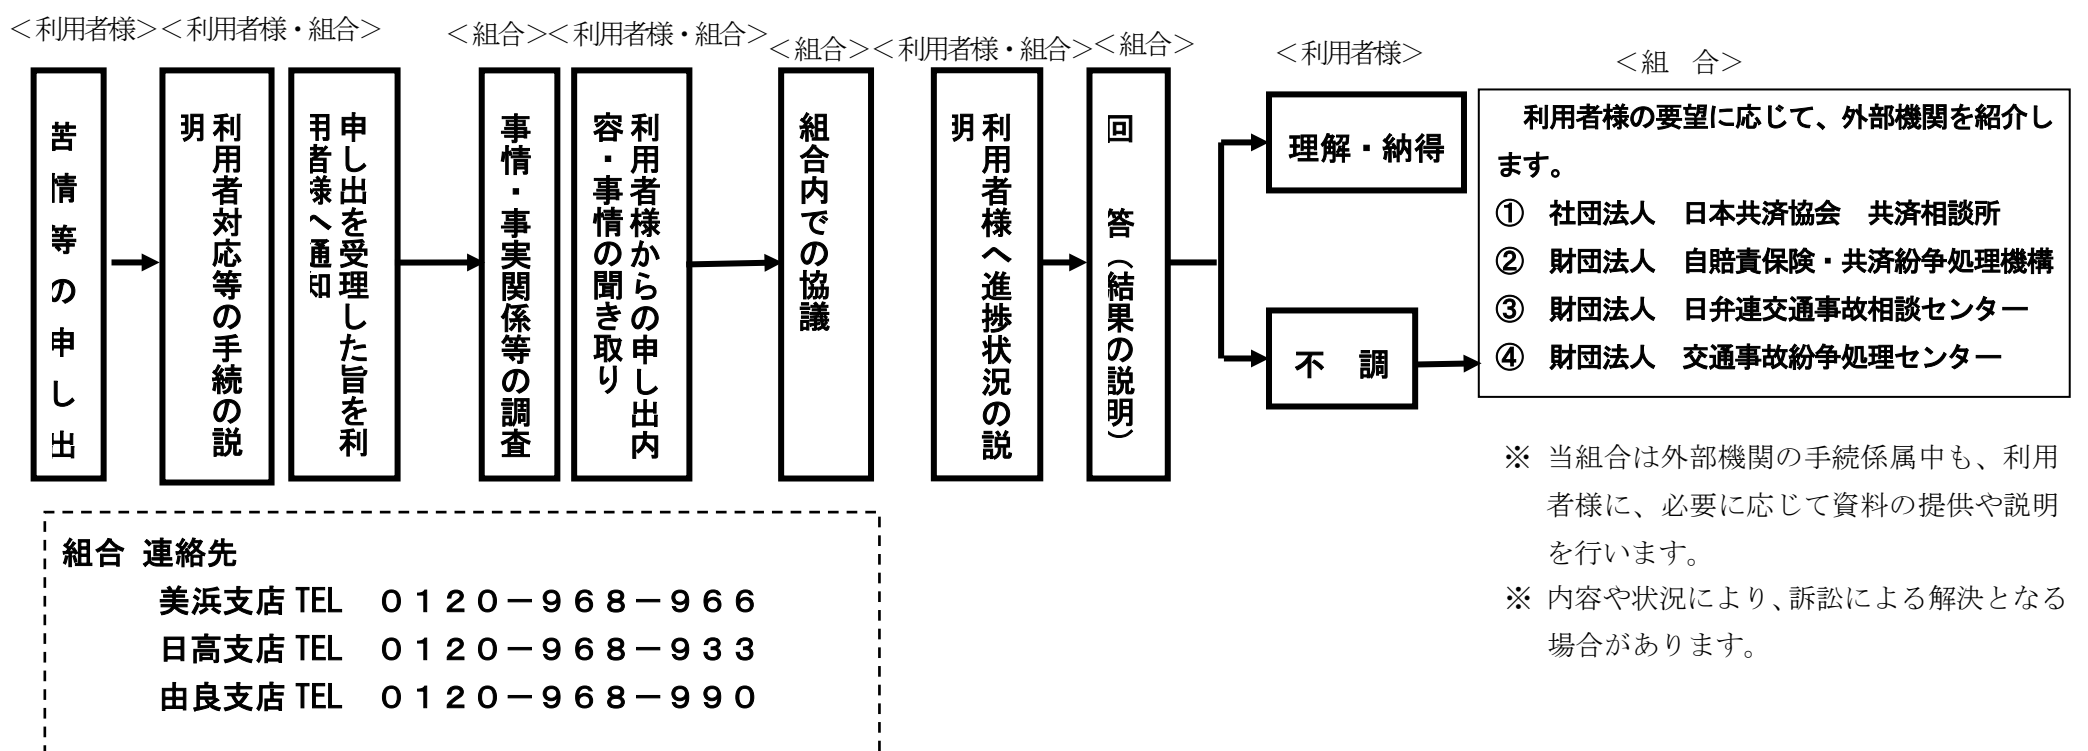 ＜利用者様＞＜利用者様・組合＞
＜組合＞＜利用者様・組合＞
＜組合＞＜利用者様・組合＞＜組合＞
＜利用者様＞
＜組　合＞
苦情等の申し出
利用者対応等の手続の説
明
申し出を受理した旨を利
用者様へ通知
事情・事実関係等の調査
利用者様からの申し出内
容・事情の聞き取り
組合内での協議
利用者様へ進捗状況の説
明
回　答（結果の説明）
理解・納得
不　調
利用者様の要望に応じて、外部機関を紹介し
ます。
①　社団法人　日本共済協会　共済相談所
②　財団法人　自賠責保険・共済紛争処理機構
③　財団法人　日弁連交通事故相談センター
④　財団法人　交通事故紛争処理センター
※ 当組合は外部機関の手続係属中も、利用
者様に、必要に応じて資料の提供や説明
を行います。
※ 内容や状況により、訴訟による解決となる
場合があります。
組合 連絡先
美浜支店 TEL　０１２０－９６８－９６６
日高支店 TEL　０１２０－９６８－９３３
由良支店 TEL　０１２０－９６８－９９０